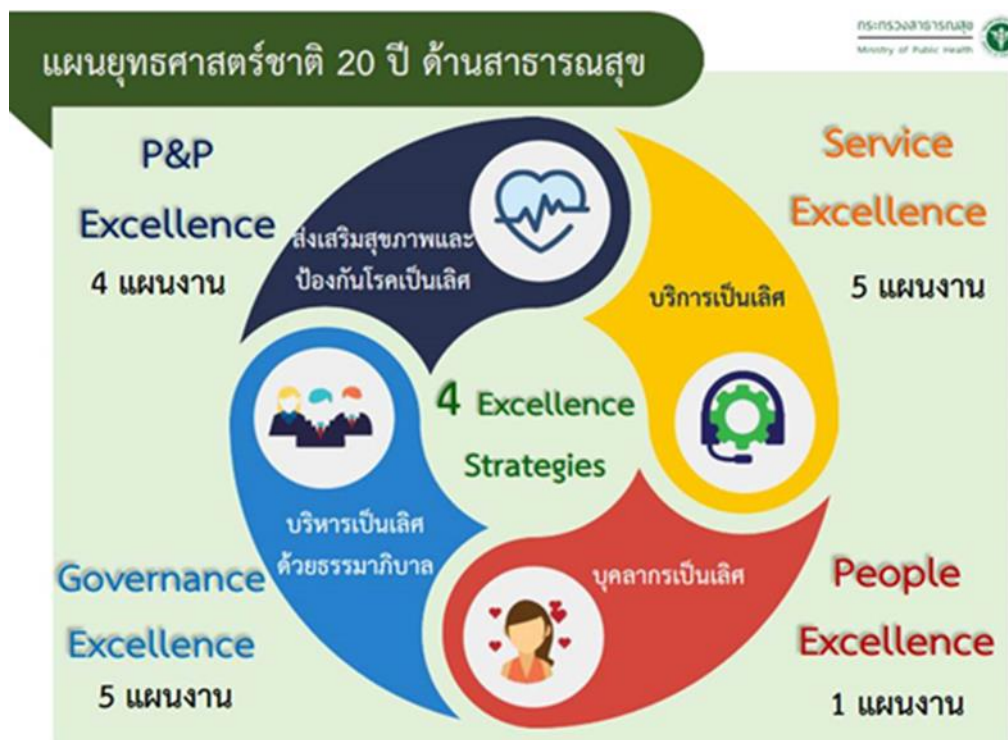 กระทรวงสาธารณสุข
Ministry of Public Health
แผนยุทธศาสตร์ชาติ 20 ปี ด้านสาธารณสุข
P&P
Excellence
4 แผนงาน
ส่งเสริมสุขภาพและ
ป้องกันโรคเป็นเลิศ
Service
Excellence
5 แผนงาน
บริการเป็นเลิศ
4 Excellence
Strategies
บริหารเป็นเลิศ
ด้วยธรรมาภิบาล
Governance
Excellence
5 แผนงาน
บุคลากรเป็นเลิศ
People
Excellence
1 แผนงาน